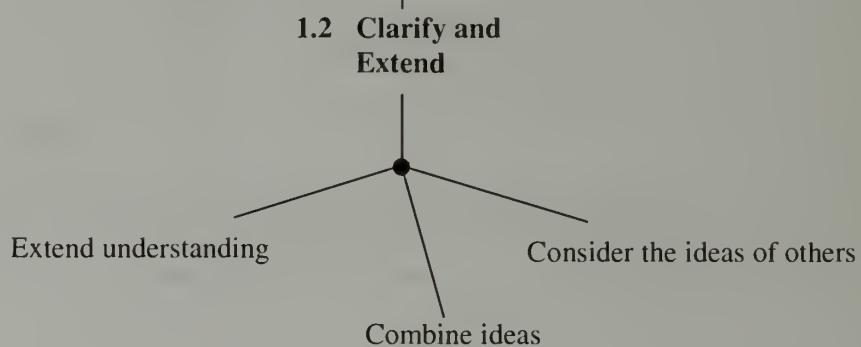 1.2 Clarify and
Extend
Extend understanding
Consider the ideas of others
Combine ideas